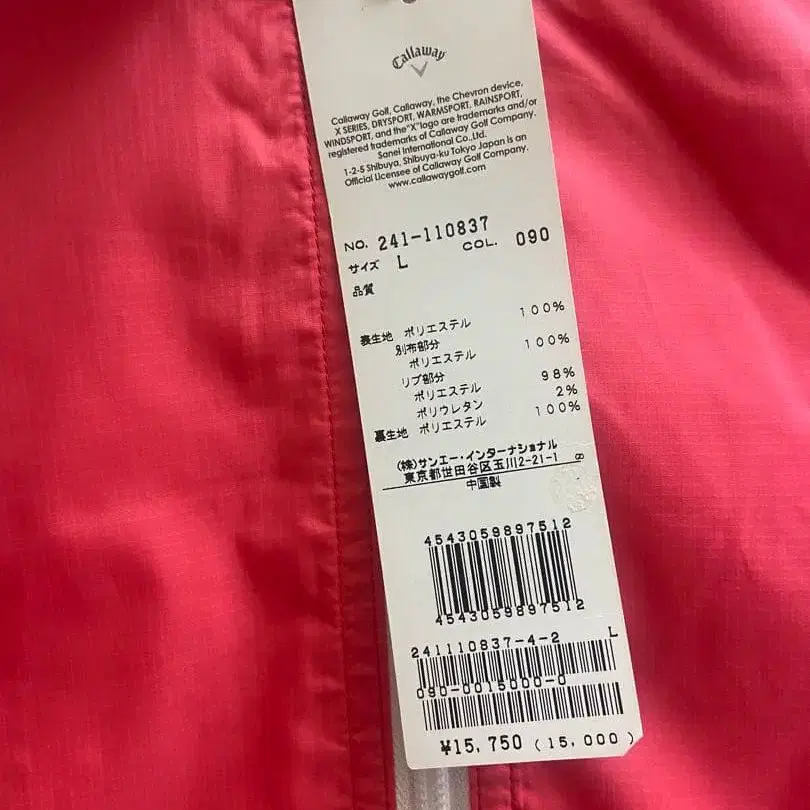 Callaway
Callaway Golf, Callaway, the Chevron device,
X SERIES, DRYSPORT, WARMSPORT, RAINSPORT,
WINDSPORT, and the"X"logo are trademarks and/or
registered trademarks of Callaway Golf Company.
Sanei International Co.,Ltd.
1-2-5 Shibuya, Shibuya-ku Tokyo Japan is an
Official Licensee of Callaway Golf Company.
www.callawaygolf.com
NO. 241-110837 COL. 090
サイズ L
品質
表生地 ポリエステル 100%
別布部分
ポリエステル 100%
リブ部分
ポリエステル 98%
ポリウレタン 2%
裏生地 ポリエステル 100%
(株)サンエー・インターナショナル
東京都世田谷区玉川2-21-1 8
中国製
4543059897512
4543059897512
241110837-4-2 L
090-0015000-0
¥15,750 (15,000)